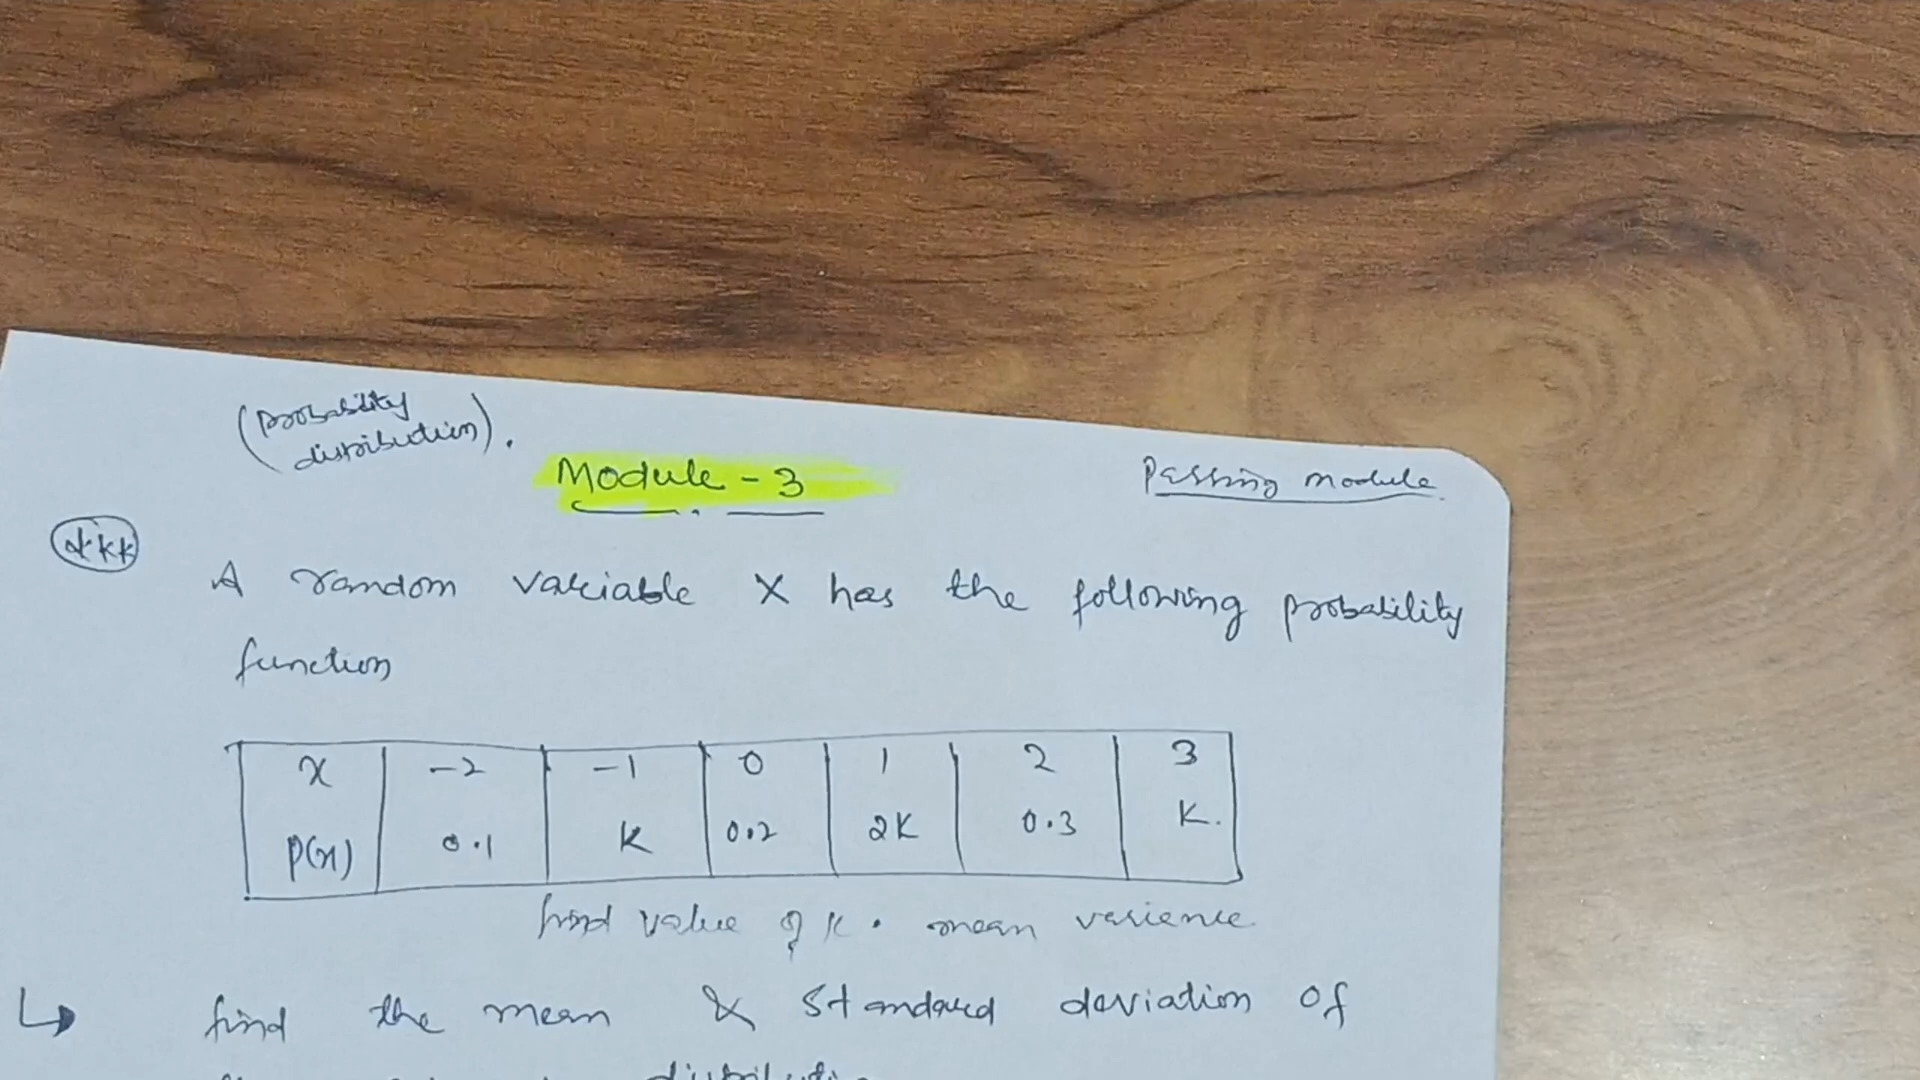 (probability
distribution).
Module - 3
Passing module
***
A random variable X has the following probability
function
x -2 -1 0 1 2 3
P(x) 0.1 K 0.2 2K 0.3 K.
find value of K. mean varience
↳ find the mean & standard deviation of